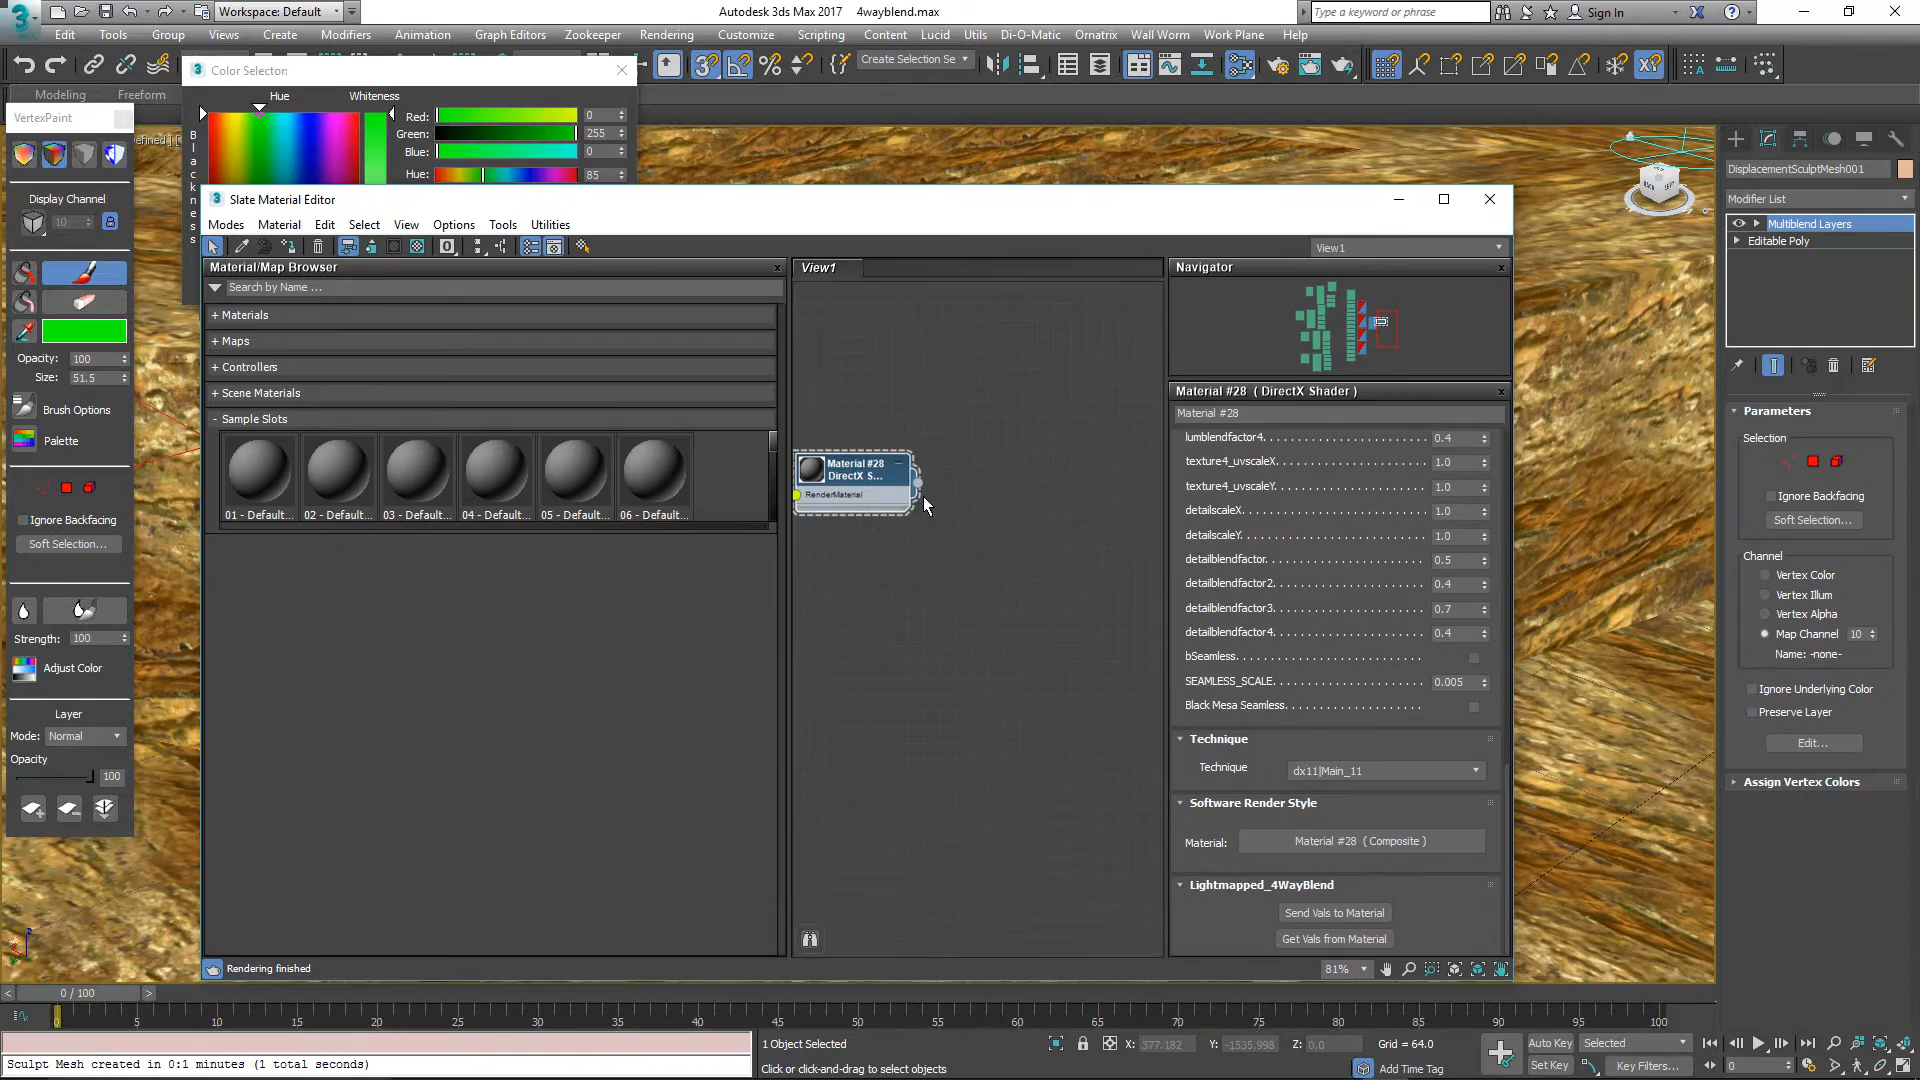 Workspace: Default
Autodesk 3ds Max 2017    4wayblend.max
Type a keyword or phrase
Sign In
Edit Tools Group Views Create Modifiers Animation Graph Editors Zookeeper Rendering Customize Scripting Content Lucid Utils Di-O-Matic Ornatrix Wall Worm Work Plane Help
Create Selection Se
Modeling Freeform
Color Selector:
Hue Whiteness
Blackness
Red: 0
Green: 255
Blue: 0
Hue: 85
VertexPaint
Display Channel
10
Opacity: 100
Size: 51.5
Brush Options
Palette
Ignore Backfacing
Soft Selection...
Strength: 100
Adjust Color
Layer
Mode: Normal
Opacity
100
Slate Material Editor
Modes Material Edit Select View Options Tools Utilities
View1
Material/Map Browser
Search by Name ...
+ Materials
+ Maps
+ Controllers
+ Scene Materials
- Sample Slots
01 - Default... 02 - Default... 03 - Default... 04 - Default... 05 - Default... 06 - Default...
View1
Material #28
DirectX S...
RenderMaterial
Navigator
Material #28 ( DirectX Shader )
Material #28
lumblendfactor4. 0.4
texture4_uvscaleX. 1.0
texture4_uvscaleY. 1.0
detailscaleX. 1.0
detailscaleY. 1.0
detailblendfactor. 0.5
detailblendfactor2. 0.4
detailblendfactor3. 0.7
detailblendfactor4. 0.4
bSeamless.
SEAMLESS_SCALE. 0.005
Black Mesa Seamless.
Technique
Technique dx11|Main_11
Software Render Style
Material: Material #28 ( Composite )
Lightmapped_4WayBlend
Send Vals to Material
Get Vals from Material
Rendering finished
81%
DisplacementSculptMesh001
Modifier List
Multiblend Layers
Editable Poly
Parameters
Selection
Ignore Backfacing
Soft Selection...
Channel
Vertex Color
Vertex Illum
Vertex Alpha
Map Channel 10
Name: -none-
Ignore Underlying Color
Preserve Layer
Edit...
Assign Vertex Colors
0 / 100
5 10 15 20 25 30 35 40 45 50 55 60 65 70 75 80 85 90 95 100
Sculpt Mesh created in 0:1 minutes (1 total seconds)
1 Object Selected
Click or click-and-drag to select objects
X: 377.182 Y: -1535.998 Z: 0.0 Grid = 64.0
Add Time Tag
Auto Key Selected
Set Key Key Filters...
0